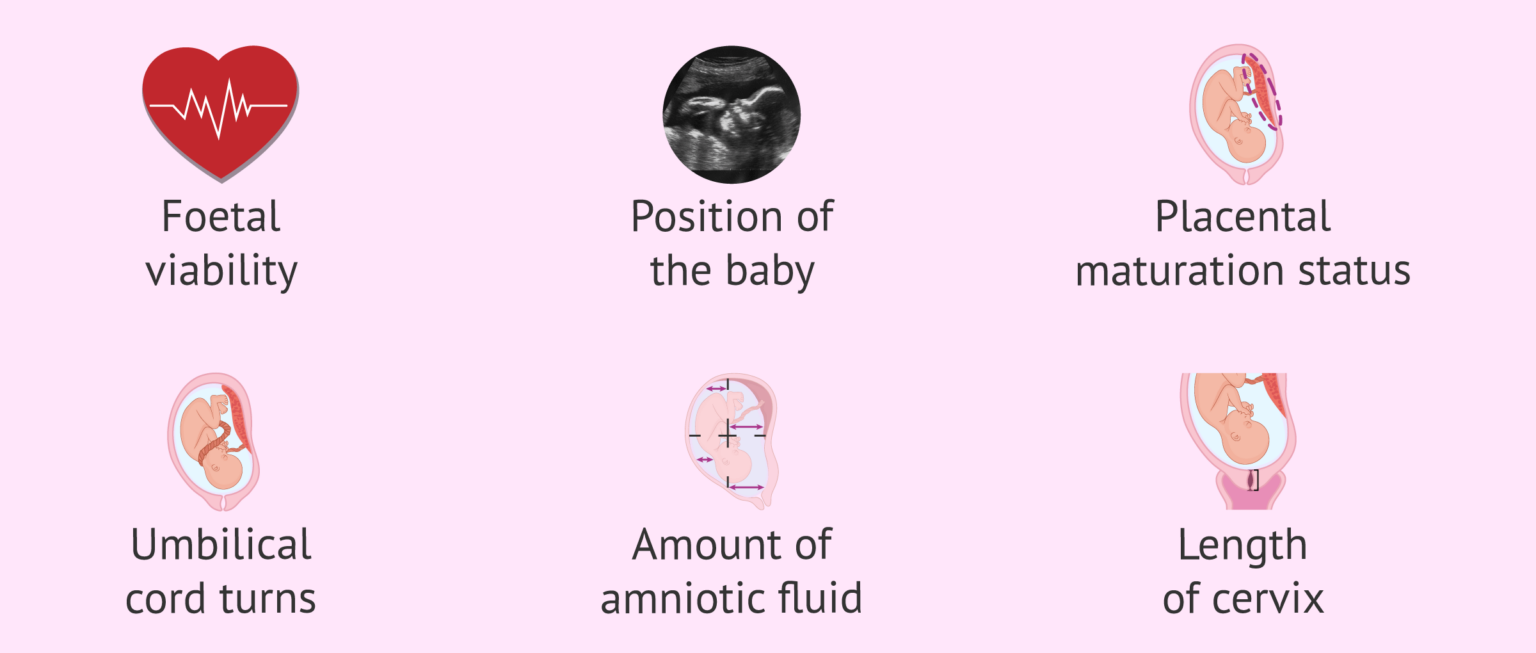 Foetal
viability
Position of
the baby
Placental
maturation status
Umbilical
cord turns
Amount of
amniotic fluid
Length
of cervix